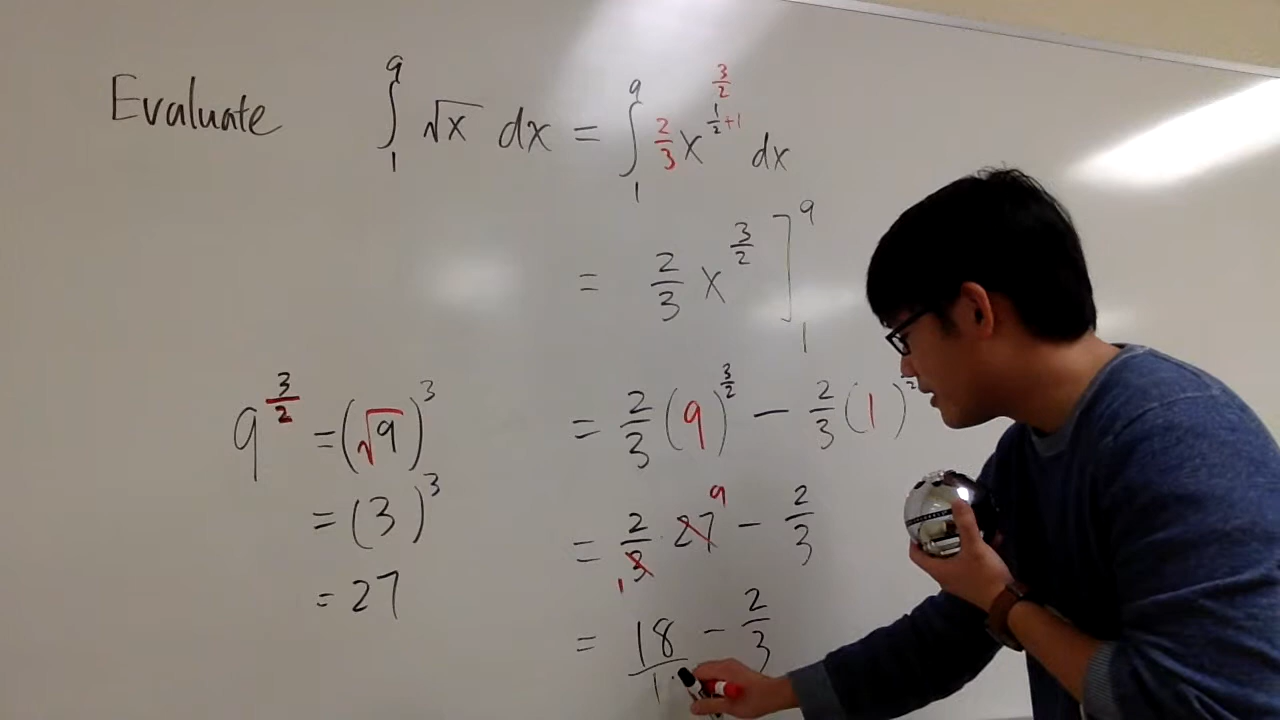 Evaluate ∫₁⁹ √x dx = ∫₁⁹ 2/3 x^(1/2 +1) dx 3/2
= 2/3 x^(3/2) ]₁⁹
= 2/3 (9)^(3/2) − 2/3 (1)
= 2/3 · 27 − 2/3 1 9
= 18/1 − 2/3
9^(3/2) = (√9)^3
= (3)^3
= 27